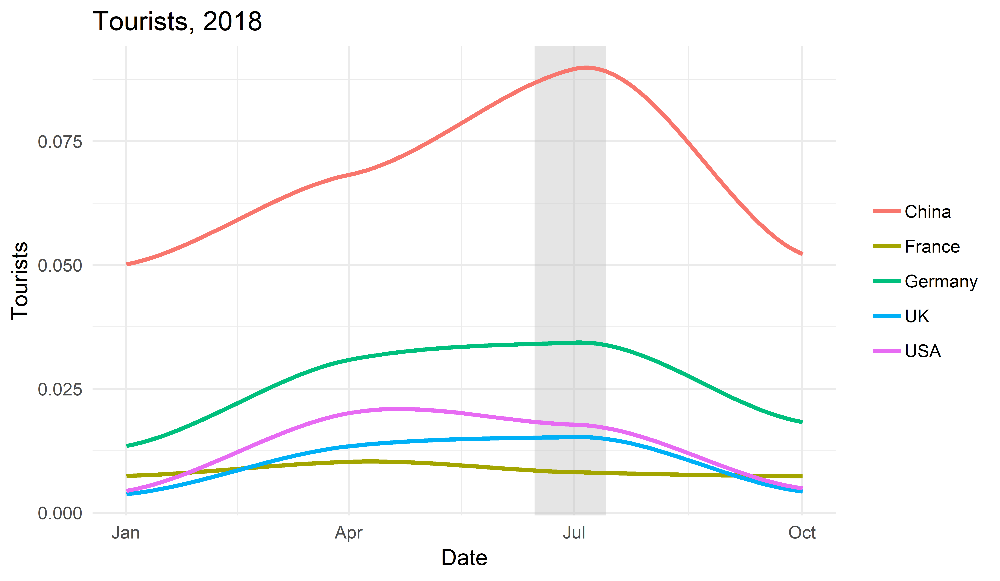 Tourists, 2018
Tourists
0.075
0.050
0.025
0.000
Jan
Apr
Jul
Oct
Date
China
France
Germany
UK
USA